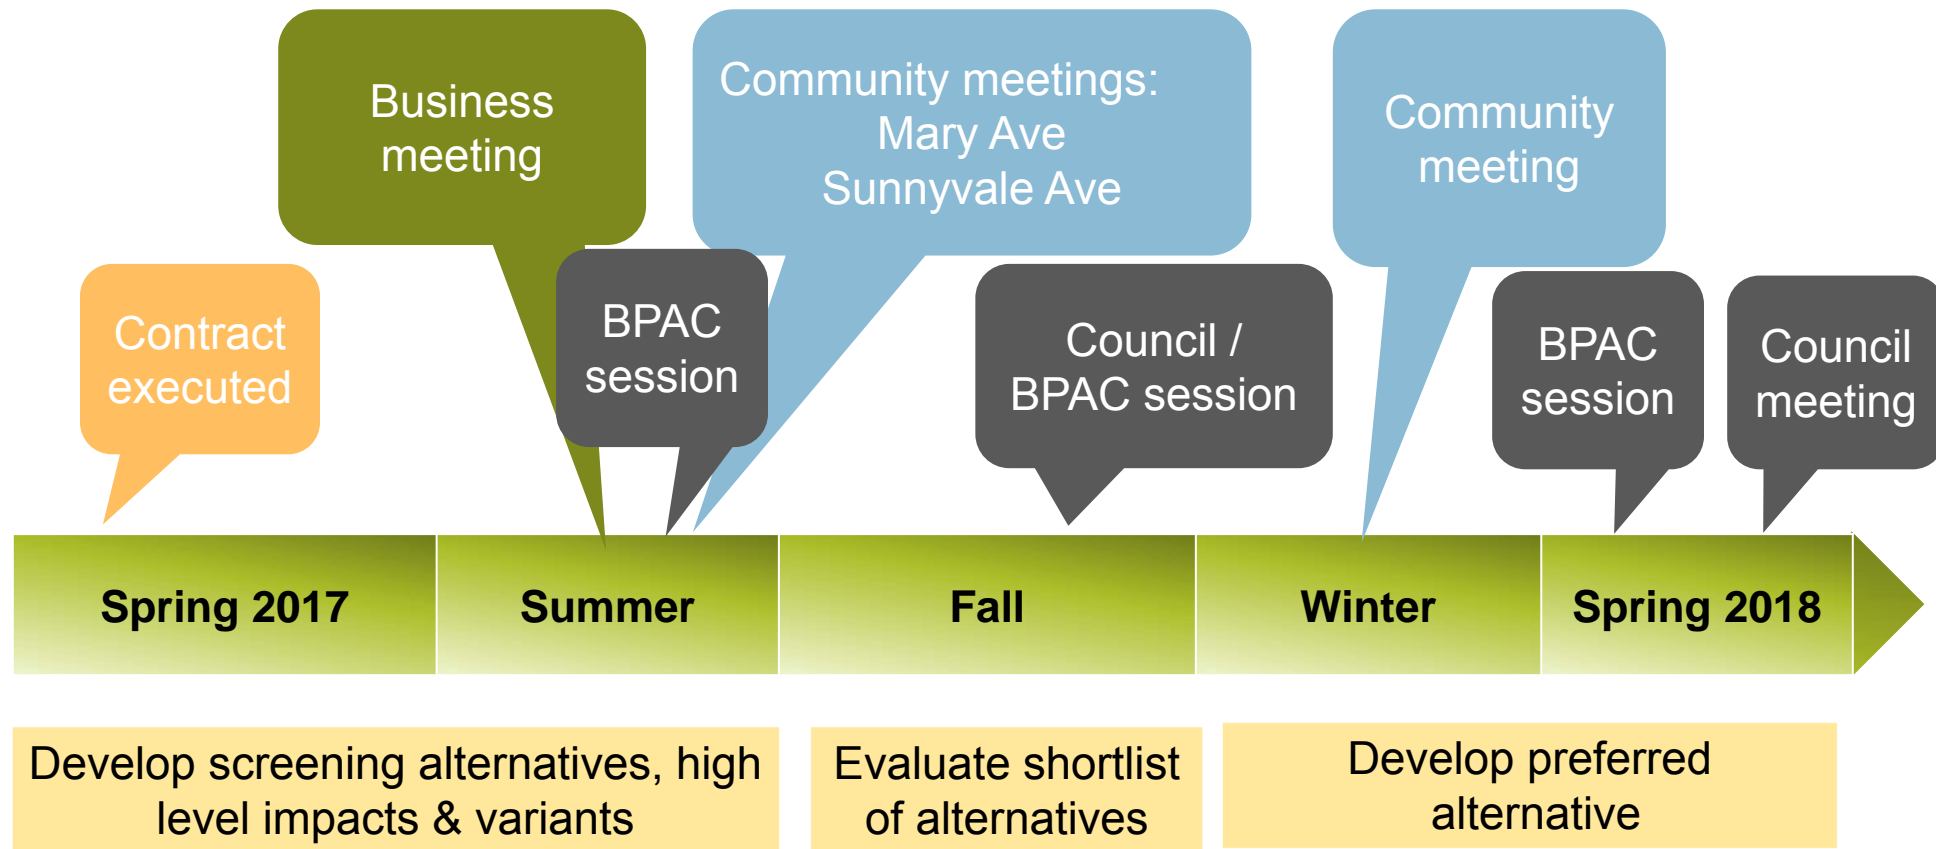 Business
meeting
Community meetings:
Mary Ave
Sunnyvale Ave
Community
meeting
Contract
executed
BPAC
session
Council /
BPAC session
BPAC
session
Council
meeting
Spring 2017
Summer
Fall
Winter
Spring 2018
Develop screening alternatives, high
level impacts & variants
Evaluate shortlist
of alternatives
Develop preferred
alternative